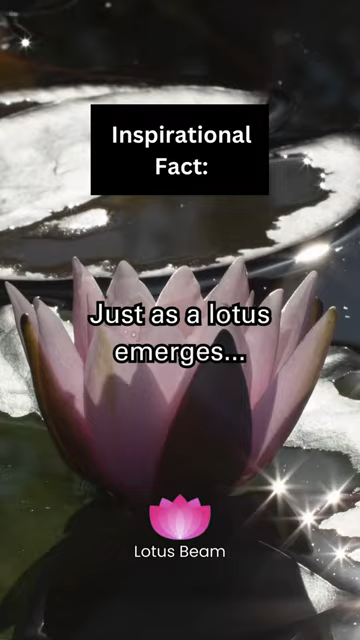 Inspirational
Fact:
Just as a lotus
emerges...
Lotus Beam